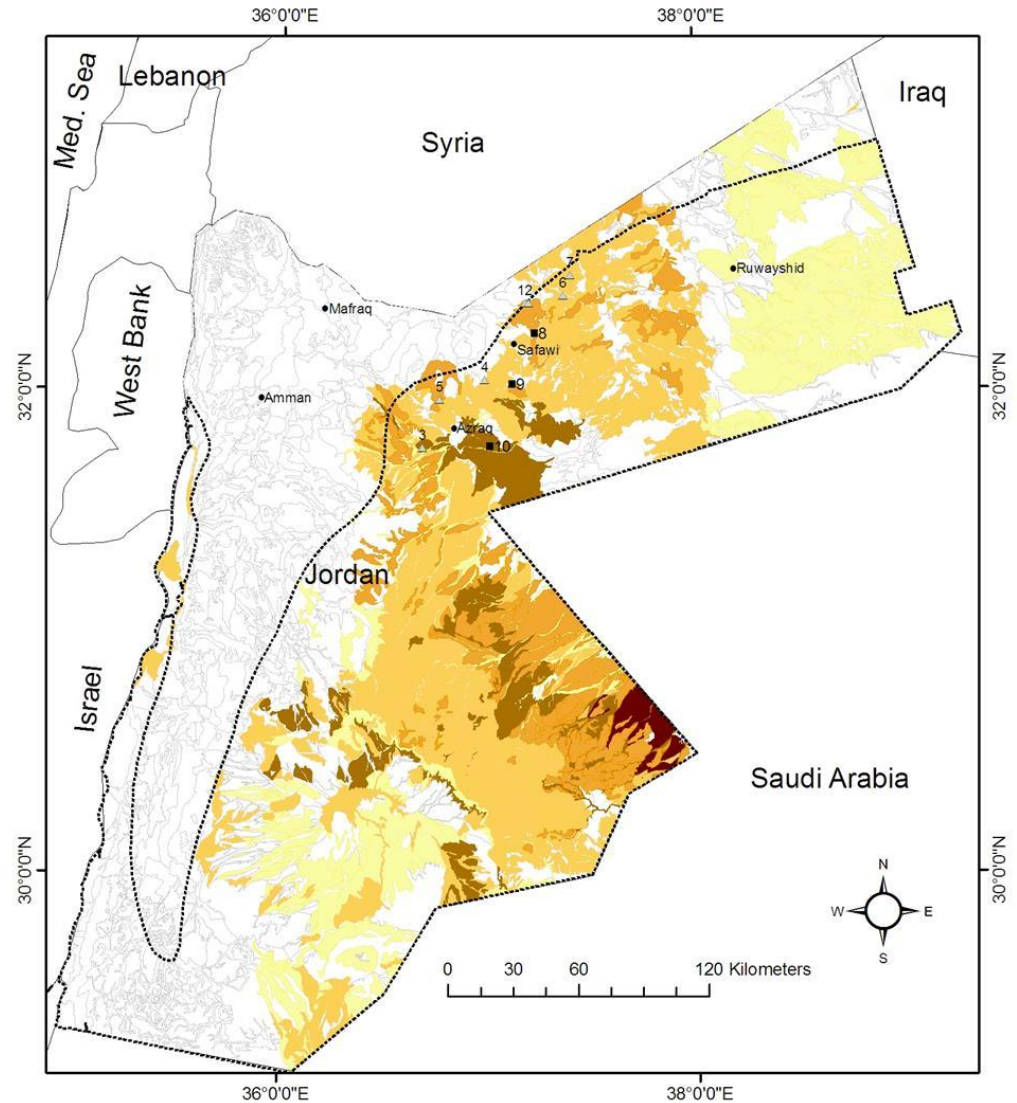 36°0'0"E
38°0'0"E
Med. Sea
Lebanon
Syria
Iraq
West Bank
Ruwayshid
7
6
12
Mafraq
8
Safawi
32°0'0"N
32°0'0"N
4
9
5
Amman
Azraq
3
10
Jordan
Israel
Saudi Arabia
30°0'0"N
30°0'0"N
N
W
E
S
0 30 60 120 Kilometers
36°0'0"E
38°0'0"E